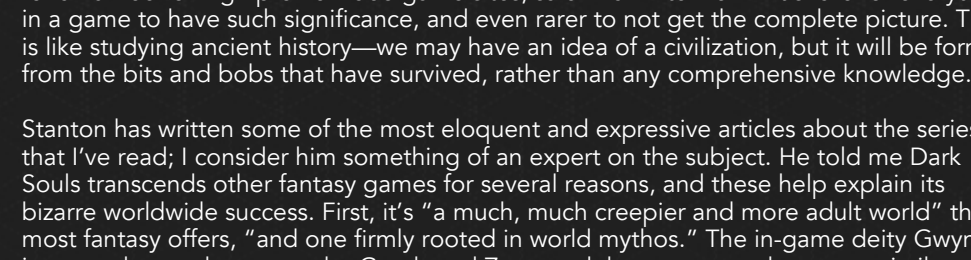 in a game to have such significance, and even rarer to not get the complete picture.
is like studying ancient history—we may have an idea of a civilization, but it will be
from the bits and bobs that have survived, rather than any comprehensive knowledge.
Stanton has written some of the most eloquent and expressive articles about the
that I’ve read; I consider him something of an expert on the subject. He told me Dark
Souls transcends other fantasy games for several reasons, and these help explain its
bizarre worldwide success. First, it’s “a much, much creepier and more adult world”
most fantasy offers, “and one firmly rooted in world mythos.” The in-game deity